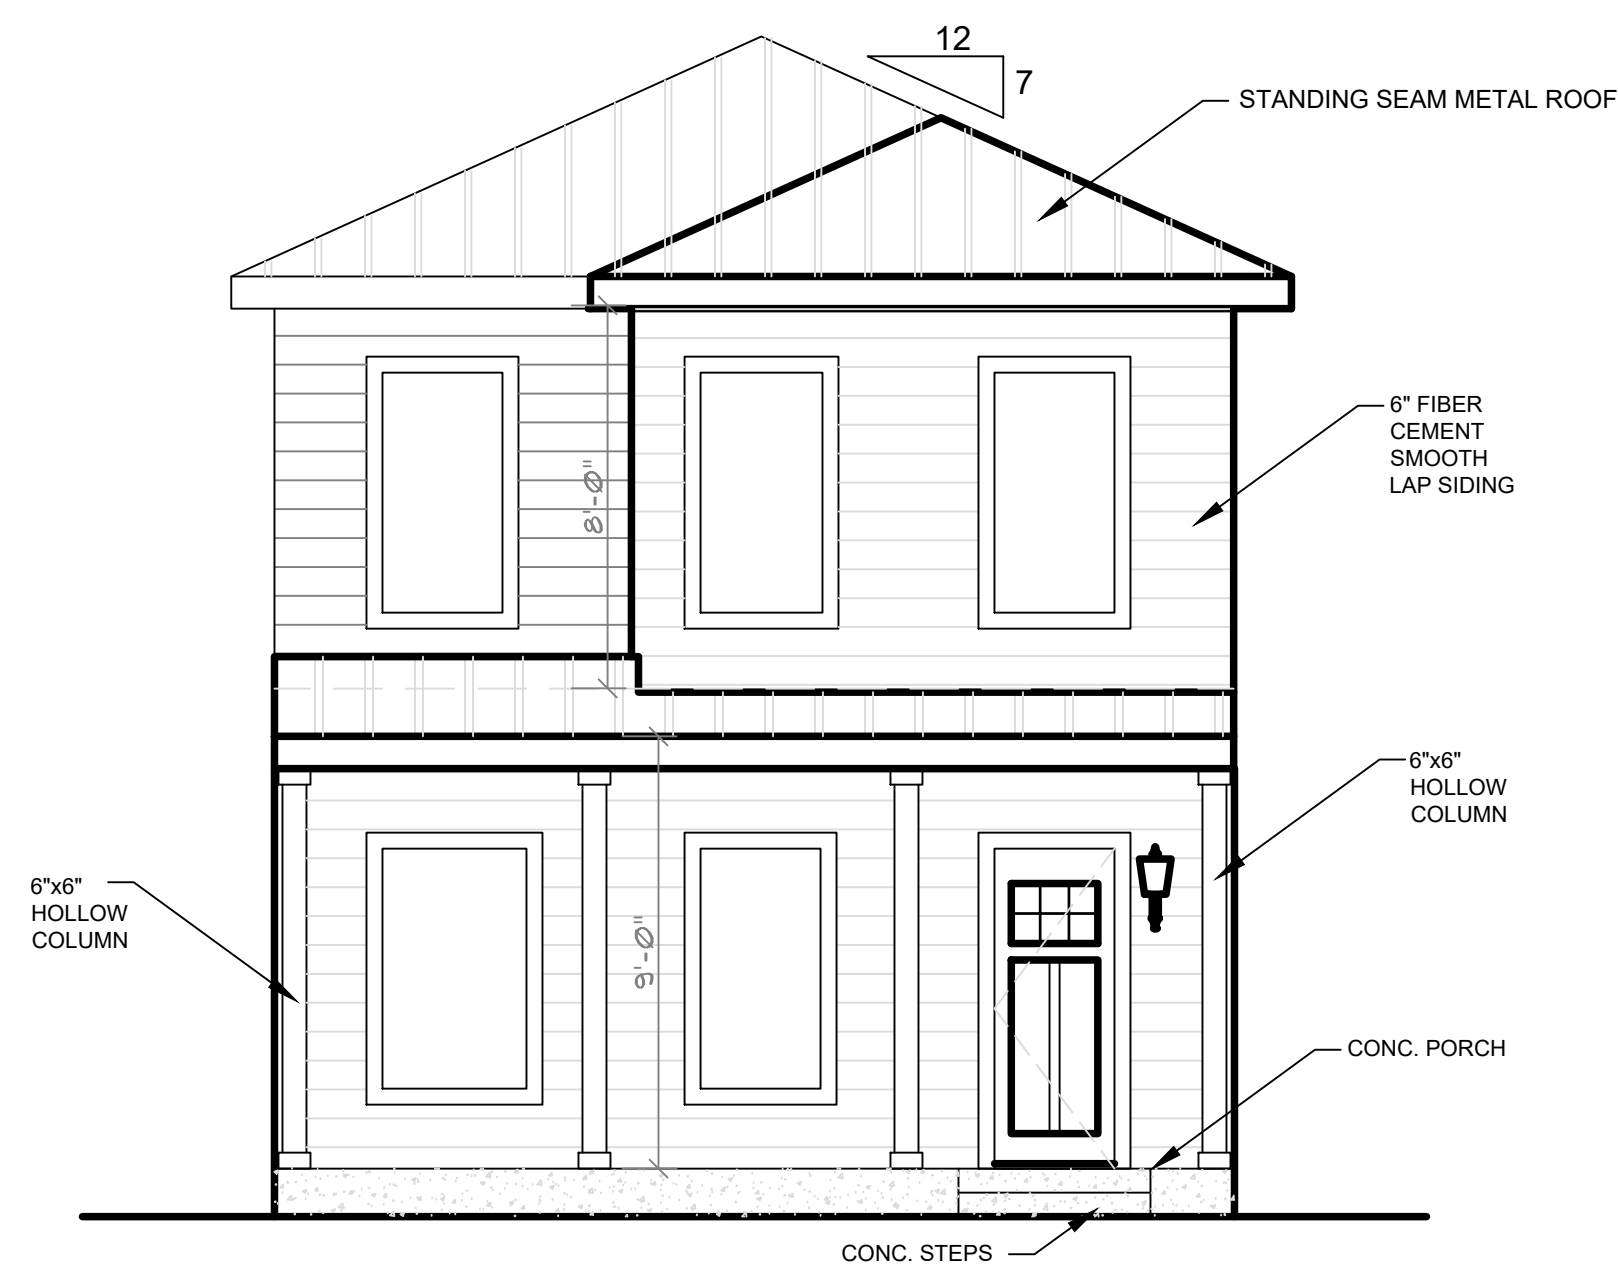 12
7
STANDING SEAM METAL ROOF
6" FIBER
CEMENT
SMOOTH
LAP SIDING
8'-0"
6"x6"
HOLLOW
COLUMN
6"x6"
HOLLOW
COLUMN
9'-0"
CONC. PORCH
CONC. STEPS